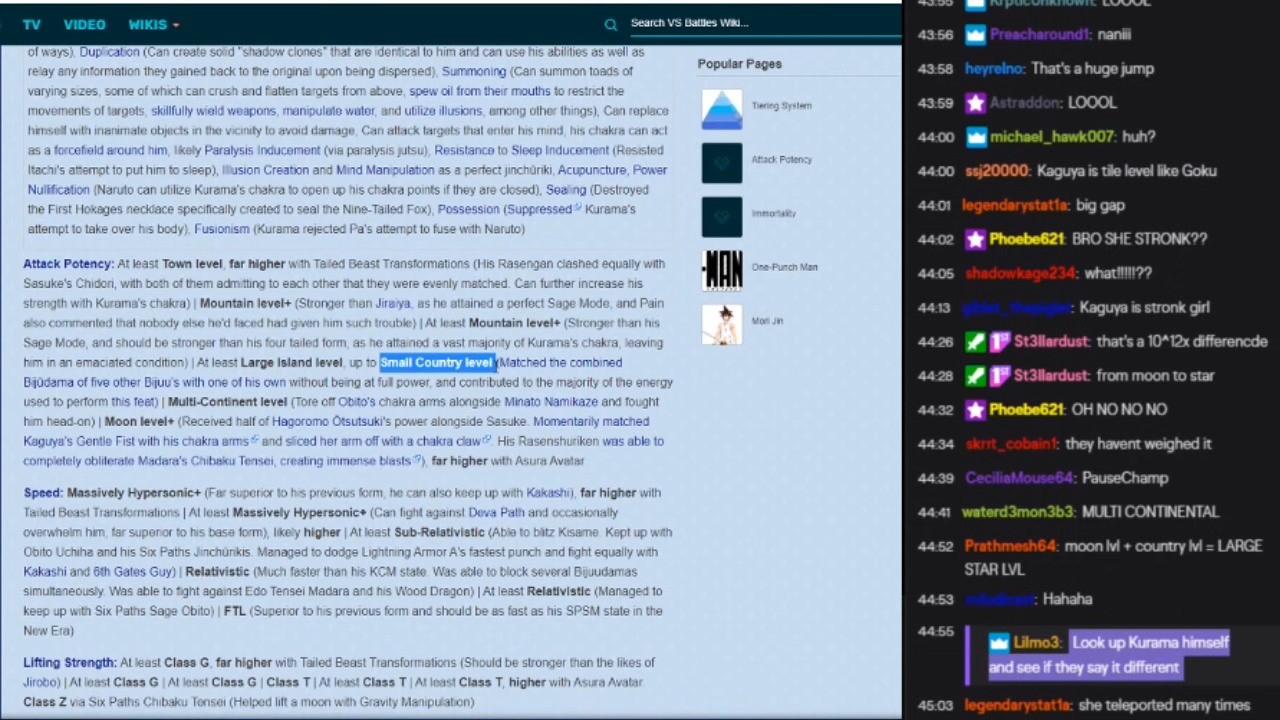 TV VIDEO WIKIS
Search VS Battles Wiki...
of ways), Duplication (Can create solid "shadow clones" that are identical to him and can use his abilities as well as
relay any information they gained back to the original upon being dispersed), Summoning (Can summon toads of
varying sizes, some of which can crush and flatten targets from above, spew oil from their mouths to restrict the
movements of targets, skillfully wield weapons, manipulate water, and utilize illusions, among other things), Can replace
himself with inanimate objects in the vicinity to avoid damage, Can attack targets that enter his mind, his chakra can act
as a forcefield around him, likely Paralysis Inducement (via paralysis jutsu), Resistance to Sleep Inducement (Resisted
Itachi's attempt to put him to sleep), Illusion Creation and Mind Manipulation as a perfect jinchūriki, Acupuncture, Power
Nullification (Naruto can utilize Kurama's chakra to open up his chakra points if they are closed), Sealing (Destroyed
the First Hokages necklace specifically created to seal the Nine-Tailed Fox), Possession (Suppressed Kurama's
attempt to take over his body), Fusionism (Kurama rejected Pa's attempt to fuse with Naruto)
Attack Potency: At least Town level, far higher with Tailed Beast Transformations (His Rasengan clashed equally with
Sasuke's Chidori, with both of them admitting to each other that they were evenly matched. Can further increase his
strength with Kurama's chakra) | Mountain level+ (Stronger than Jiraiya, as he attained a perfect Sage Mode, and Pain
also commented that nobody else he'd faced had given him such trouble) | At least Mountain level+ (Stronger than his
Sage Mode, and should be stronger than his four tailed form, as he attained a vast majority of Kurama's chakra, leaving
him in an emaciated condition) | At least Large Island level, up to Small Country level (Matched the combined
Bijūdama of five other Bijuu's with one of his own without being at full power, and contributed to the majority of the energy
used to perform this feat) | Multi-Continent level (Tore off Obito's chakra arms alongside Minato Namikaze and fought
him head-on) | Moon level+ (Received half of Hagoromo Ōtsutsuki's power alongside Sasuke. Momentarily matched
Kaguya's Gentle Fist with his chakra arms and sliced her arm off with a chakra claw. His Rasenshuriken was able to
completely obliterate Madara's Chibaku Tensei, creating immense blasts), far higher with Asura Avatar
Speed: Massively Hypersonic+ (Far superior to his previous form, he can also keep up with Kakashi), far higher with
Tailed Beast Transformations | At least Massively Hypersonic+ (Can fight against Deva Path and occasionally
overwhelm him, far superior to his base form), likely higher | At least Sub-Relativistic (Able to blitz Kisame. Kept up with
Obito Uchiha and his Six Paths Jinchūrikis. Managed to dodge Lightning Armor A's fastest punch and fight equally with
Kakashi and 6th Gates Guy) | Relativistic (Much faster than his KCM state. Was able to block several Bijuudamas
simultaneously. Was able to fight against Edo Tensei Madara and his Wood Dragon) | At least Relativistic (Managed to
keep up with Six Paths Sage Obito) | FTL (Superior to his previous form and should be as fast as his SPSM state in the
New Era)
Lifting Strength: At least Class G, far higher with Tailed Beast Transformations (Should be stronger than the likes of
Jirobo) | At least Class G | At least Class G | Class T | At least Class T | At least Class T, higher with Asura Avatar.
Class Z via Six Paths Chibaku Tensei (Helped lift a moon with Gravity Manipulation)
Popular Pages
Tiering System
Attack Potency
Immortality
MAN
One-Punch Man
Mori Jin
43:55 LOOOL
43:56 Preacharound1: naniii
43:58 heyreIno: That's a huge jump
43:59 Astraddon: LOOOL
44:00 michael_hawk007: huh?
44:00 ssj20000: Kaguya is tile level like Goku
44:01 legendarystat1a: big gap
44:02 Phoebe621: BRO SHE STRONK??
44:05 shadowkage234: what!!!!!??
44:13 Kaguya is stronk girl
44:26 St3llardust: that's a 10^12x differencde
44:28 St3llardust: from moon to star
44:32 Phoebe621: OH NO NO NO
44:34 skrrt_cobain1: they havent weighed it
44:39 CeciliaMouse64: PauseChamp
44:41 waterd3mon3b3: MULTI CONTINENTAL
44:52 Prathmesh64: moon lvl + country lvl = LARGE
STAR LVL
44:53 Hahaha
44:55 Lilmo3: Look up Kurama himself
and see if they say it different
45:03 legendarystat1a: she teleported many times